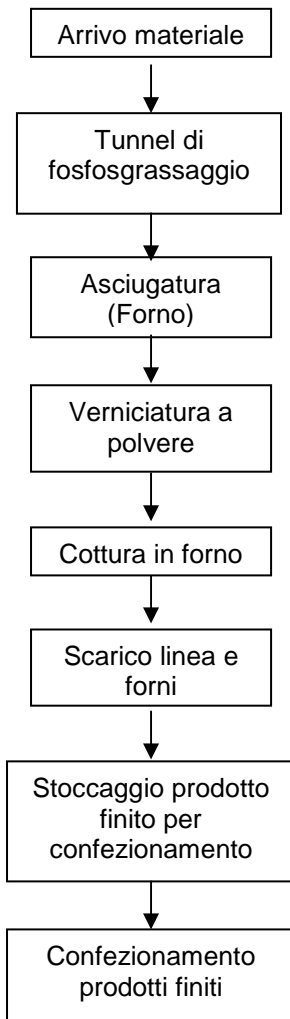 Arrivo materiale
Tunnel di
fosfosgrassaggio
Asciugatura
(Forno)
Verniciatura a
polvere
Cottura in forno
Scarico linea e
forni
Stoccaggio prodotto
finito per
confezionamento
Confezionamento
prodotti finiti